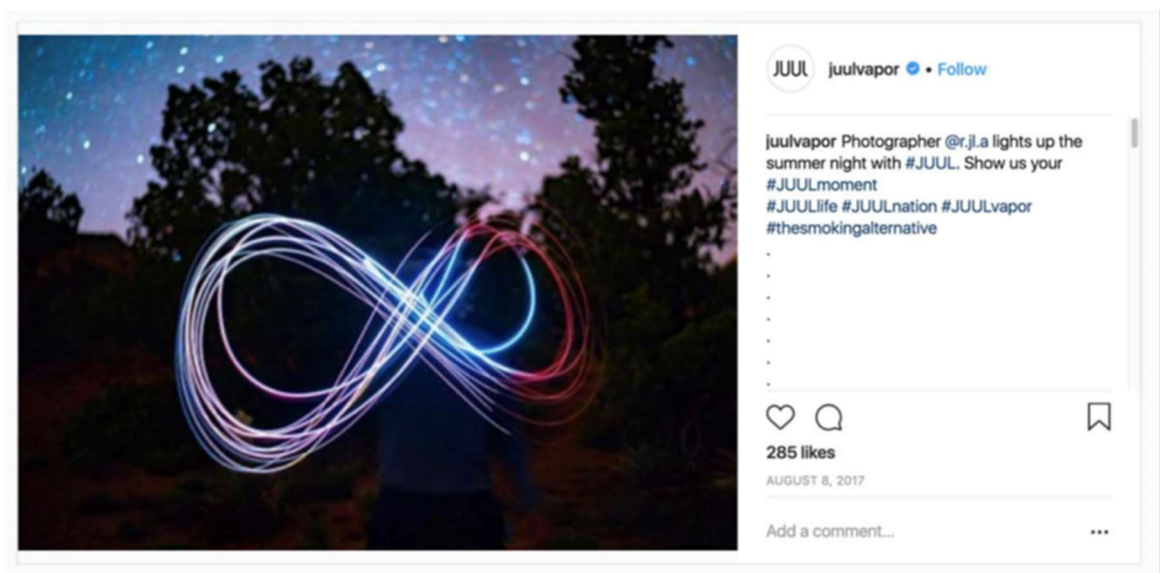 JUUL juulvapor • Follow
juulvapor Photographer @r.jl.a lights up the
summer night with #JUUL. Show us your
#JUULmoment
#JUULlife #JUULnation #JUULvapor
#thesmokingalternative
.
.
.
.
.
.
.
285 likes
AUGUST 8, 2017
Add a comment...